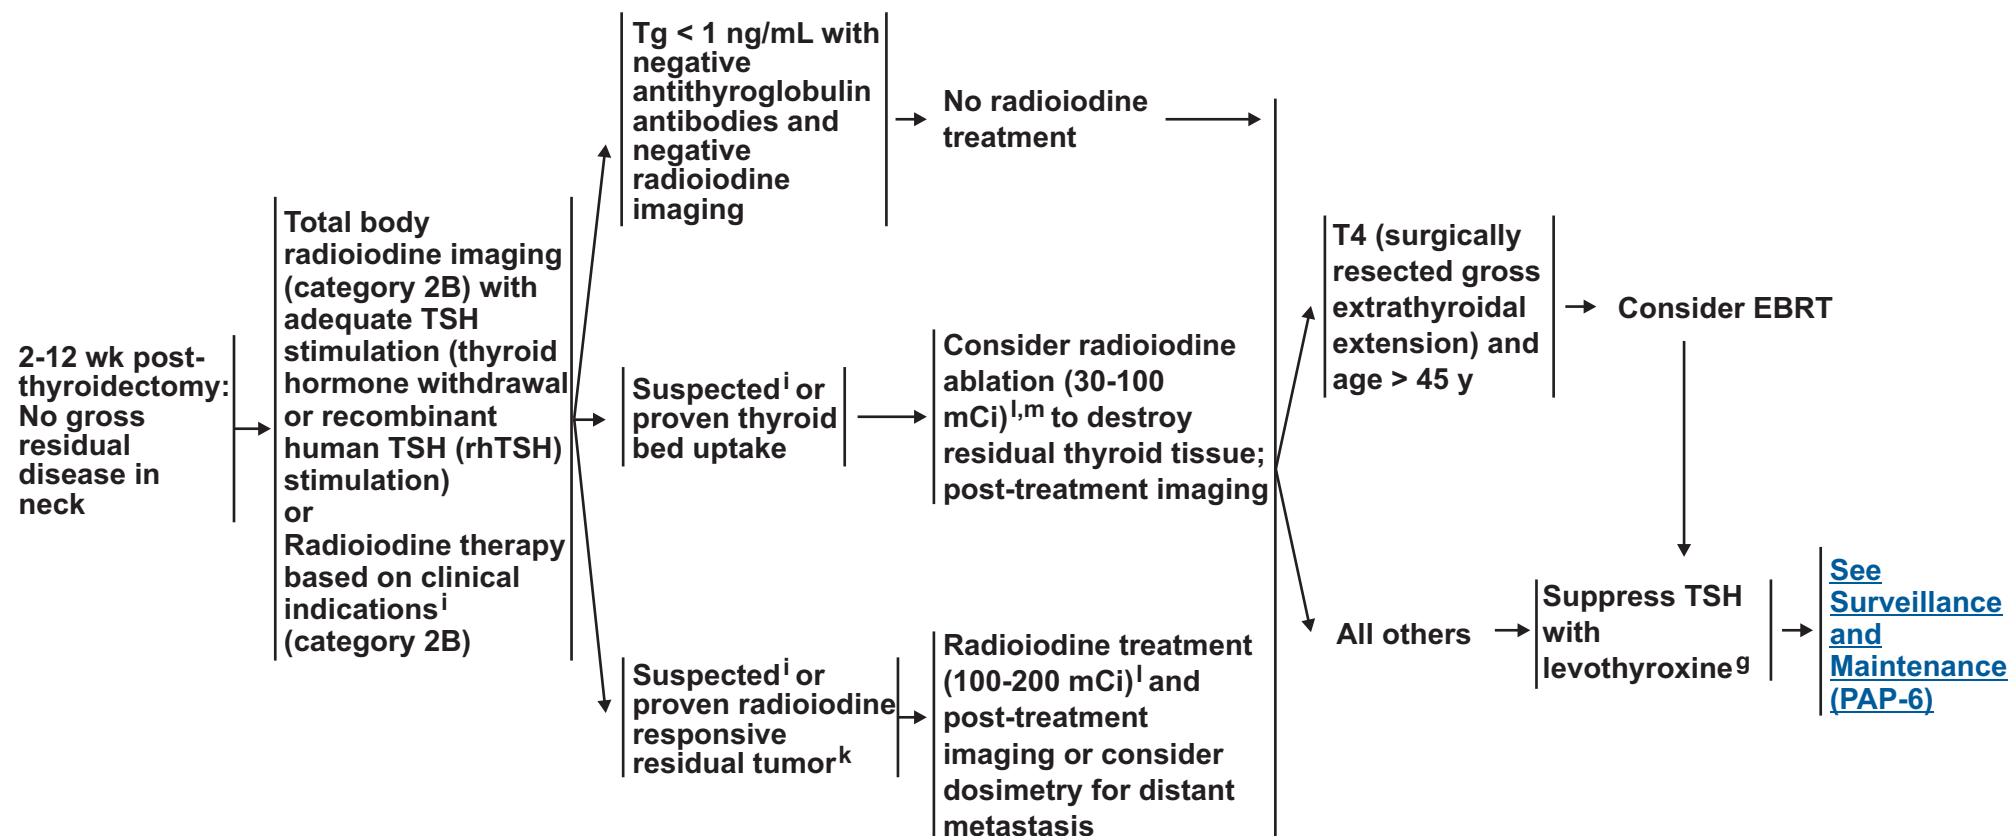 2-12 wk post-
thyroidectomy:
No gross
residual
disease in
neck
Total body
radioiodine imaging
(category 2B) with
adequate TSH
stimulation (thyroid
hormone withdrawal
or recombinant
human TSH (rhTSH)
stimulation)
or
Radioiodine therapy
based on clinical
indications i
(category 2B)
Tg < 1 ng/mL with
negative
antithyroglobulin
antibodies and
negative
radioiodine
imaging
No radioiodine
treatment
Suspected i or
proven thyroid
bed uptake
Consider radioiodine
ablation (30-100
mCi) l,m to destroy
residual thyroid tissue;
post-treatment imaging
Suspected i or
proven radioiodine
responsive
residual tumor k
Radioiodine treatment
(100-200 mCi) l and
post-treatment
imaging or consider
dosimetry for distant
metastasis
T4 (surgically
resected gross
extrathyroidal
extension) and
age > 45 y
Consider EBRT
All others
Suppress TSH
with
levothyroxine g
See
Surveillance
and
Maintenance
(PAP-6)